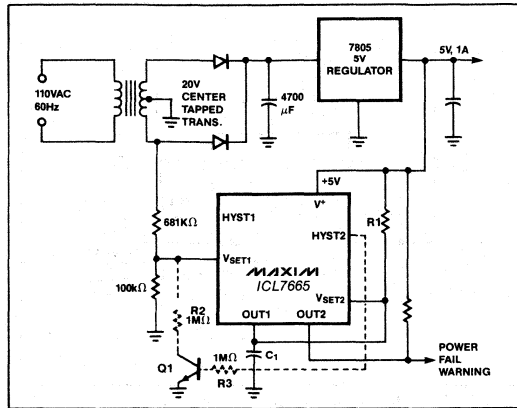 7805
5V
REGULATOR
5V, 1A
110VAC
60Hz
20V
CENTER
TAPPED
TRANS.
4700
µF
+5V
V+
HYST1
HYST2
R1
681KΩ
VSET1
MAXIM
ICL7665
VSET2
100kΩ
OUT1
OUT2
R2
1MΩ
C1
POWER
FAIL
WARNING
Q1
1MΩ
R3